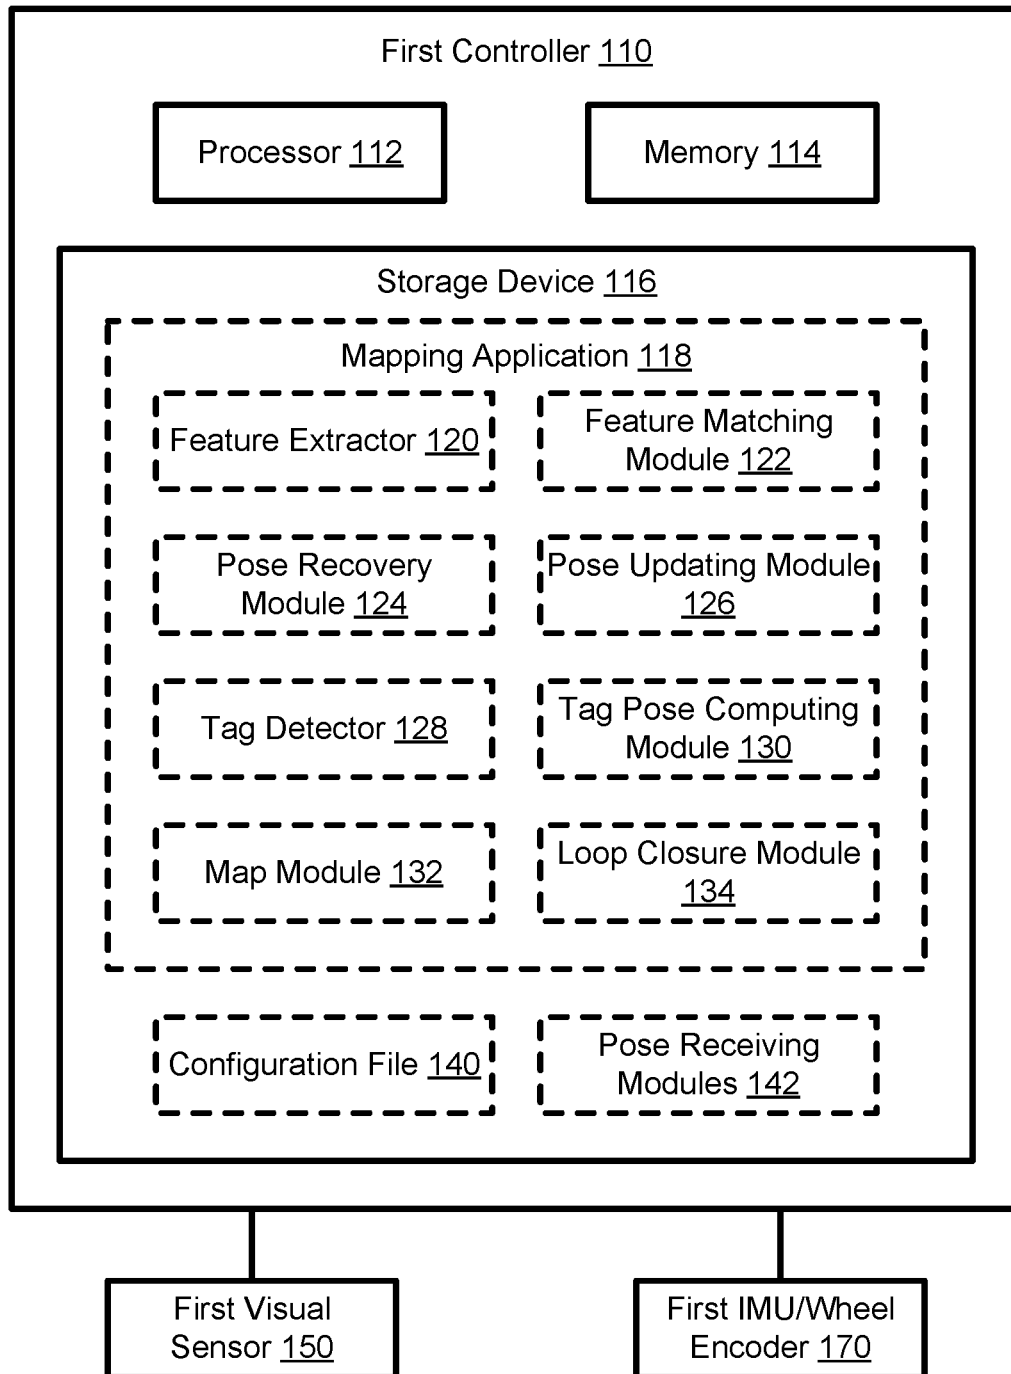 First Controller 110
Processor 112
Memory 114
Storage Device 116
Mapping Application 118
Feature Extractor 120
Feature Matching
Module 122
Pose Recovery
Module 124
Pose Updating Module
126
Tag Detector 128
Tag Pose Computing
Module 130
Map Module 132
Loop Closure Module
134
Configuration File 140
Pose Receiving
Modules 142
First Visual
Sensor 150
First IMU/Wheel
Encoder 170